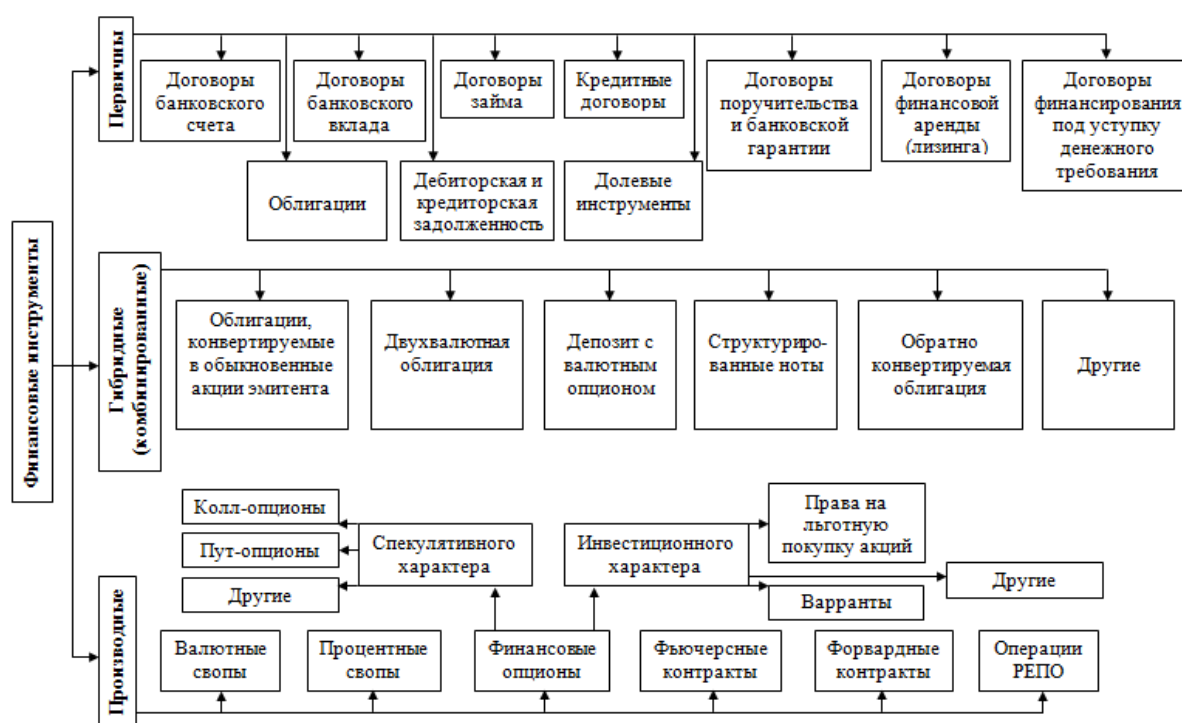 Финансовые инструменты
Первичны
Договоры
банковского
счета
Договоры
банковского
вклада
Договоры
займа
Кредитные
договоры
Договоры
поручительства
и банковской
гарантии
Договоры
финансовой
аренды
(лизинга)
Договоры
финансирования
под уступку
денежного
требования
Облигации
Дебиторская и
кредиторская
задолженность
Долевые
инструменты
Гибридные
(комбинированные)
Облигации,
конвертируемые
в обыкновенные
акции эмитента
Двухвалютная
облигация
Депозит с
валютным
опционом
Структуриро-
ванные ноты
Обратно
конвертируемая
облигация
Другие
Производные
Колл-опционы
Пут-опционы
Другие
Спекулятивного
характера
Инвестиционного
характера
Права на
льготную
покупку акций
Другие
Варранты
Валютные
свопы
Процентные
свопы
Финансовые
опционы
Фьючерсные
контракты
Форвардные
контракты
Операции
РЕПО